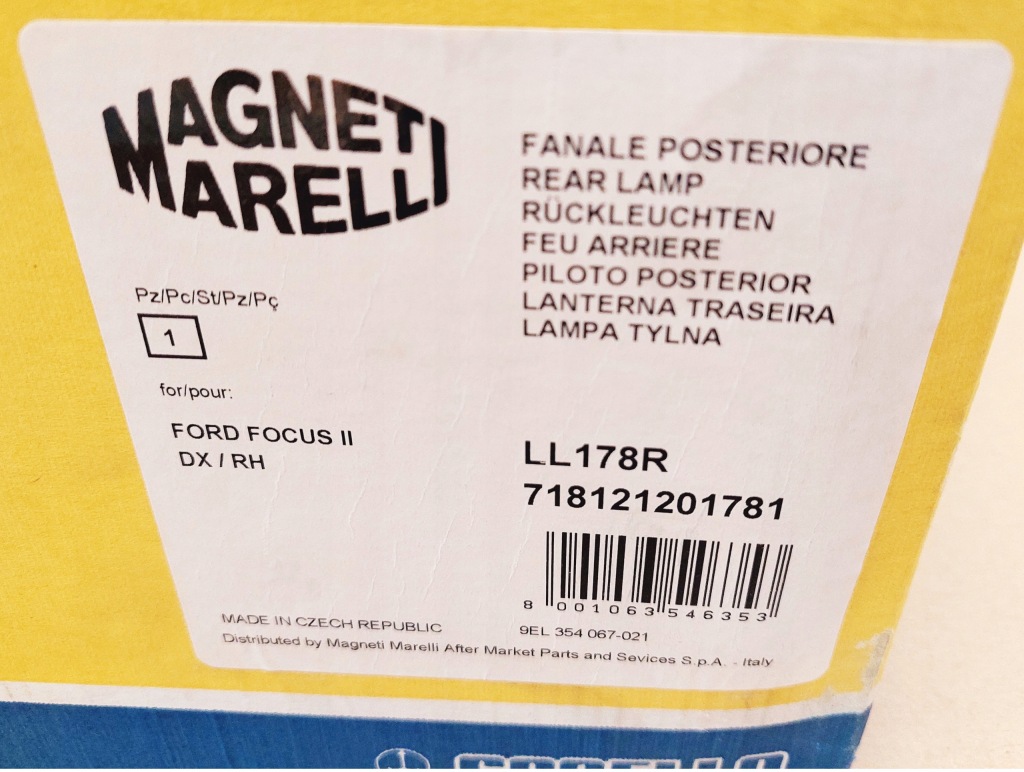 MAGNETI
MARELLI
FANALE POSTERIORE
REAR LAMP
RÜCKLEUCHTEN
FEU ARRIERE
PILOTO POSTERIOR
LANTERNA TRASEIRA
LAMPA TYLNA
Pz/Pc/St/Pz/Pç
1
for/pour:
FORD FOCUS II
DX / RH
LL178R
718121201781
8 001063 546353
9EL 354 067-021
MADE IN CZECH REPUBLIC
Distributed by Magneti Marelli After Market Parts and Sevices S.p.A. - Italy